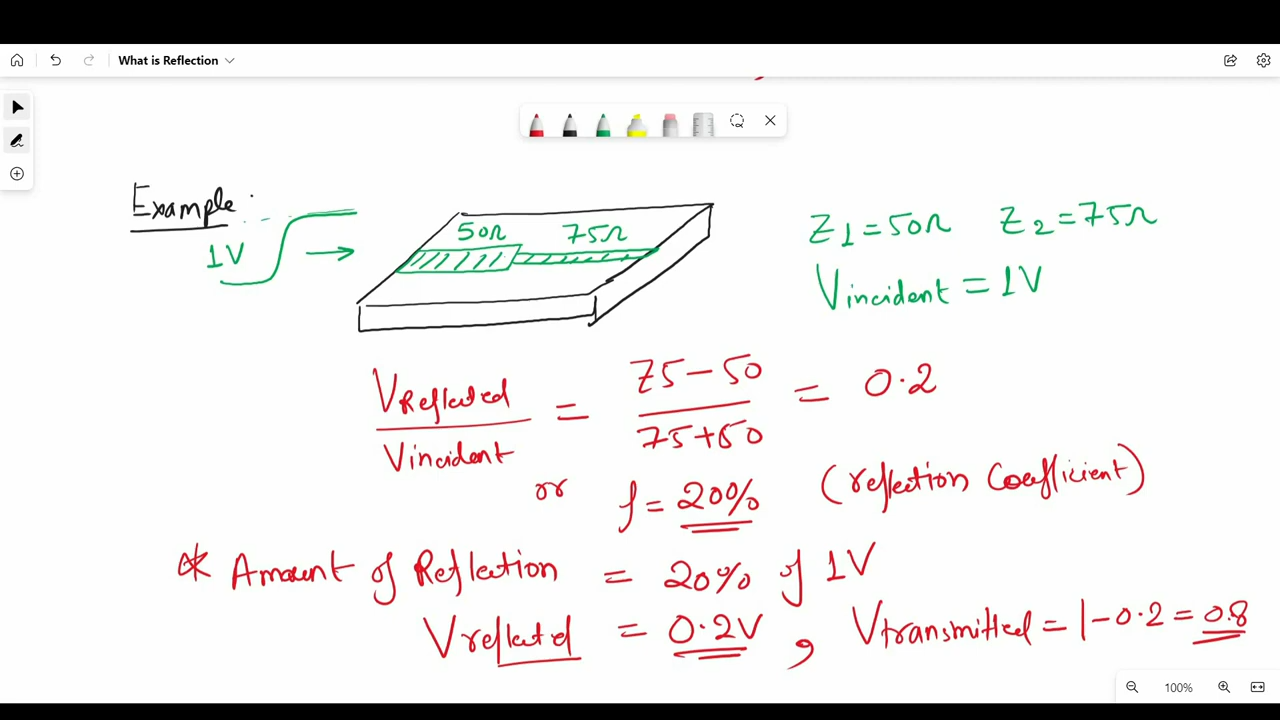 What is Reflection
Example:
1V
50Ω 75Ω
Z1 = 50Ω Z2 = 75Ω
Vincident = 1V
VReflected / Vincident = 75 - 50 / 75 + 50 = 0.2
or ρ = 20% (reflection Coefficient)
* Amount of Reflection = 20% of 1V
Vreflected = 0.2V , Vtransmitted = 1 - 0.2 = 0.8
100%